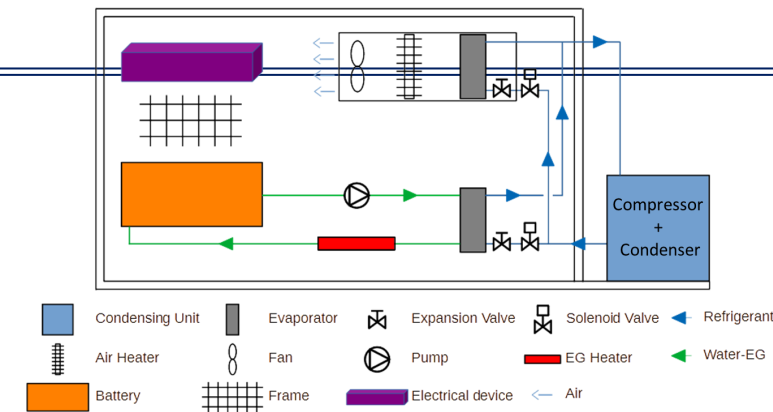 Compressor
+
Condenser
Condensing Unit
Evaporator
Expansion Valve
Solenoid Valve
Refrigerant
Air Heater
Fan
Pump
EG Heater
Water-EG
Battery
Frame
Electrical device
Air